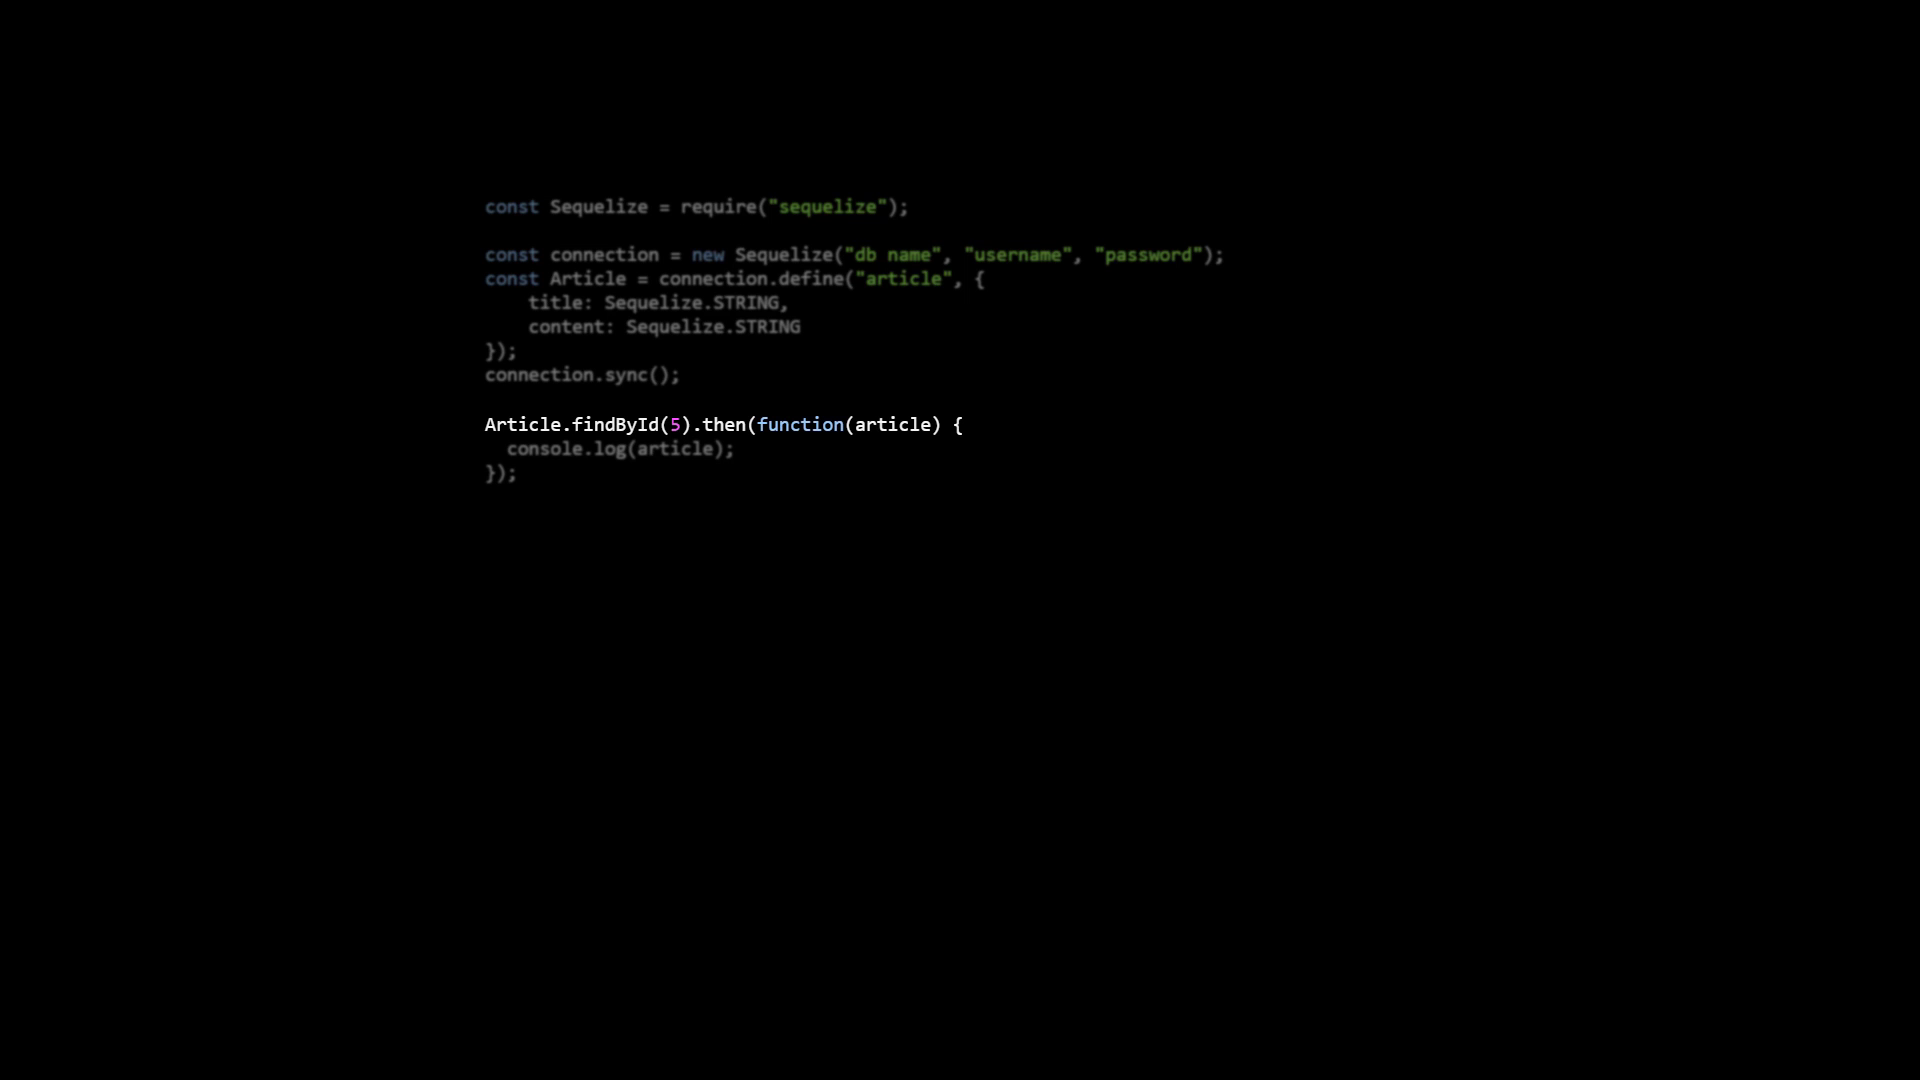 const Sequelize = require("sequelize");
const connection = new Sequelize("db name", "username", "password");
const Article = connection.define("article", {
    title: Sequelize.STRING,
    content: Sequelize.STRING
});
connection.sync();
Article.findById(5).then(function(article) {
  console.log(article);
});